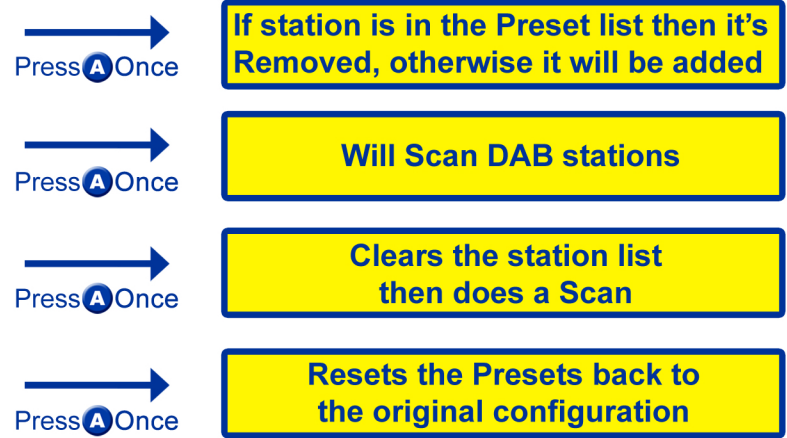 If station is in the Preset list then it's
Removed, otherwise it will be added
Press A Once
Will Scan DAB stations
Press A Once
Clears the station list
then does a Scan
Press A Once
Resets the Presets back to
the original configuration
Press A Once